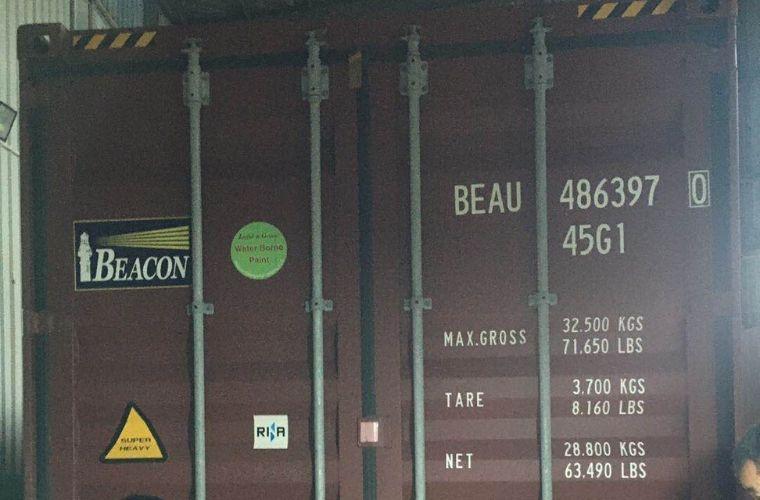 BEAU 486397 0
45G1
BEACON
Water Borne
Paint
MAX.GROSS 32.500 KGS
71.650 LBS
TARE 3.700 KGS
8.160 LBS
NET 28.800 KGS
63.490 LBS
SUPER
HEAVY
RINA